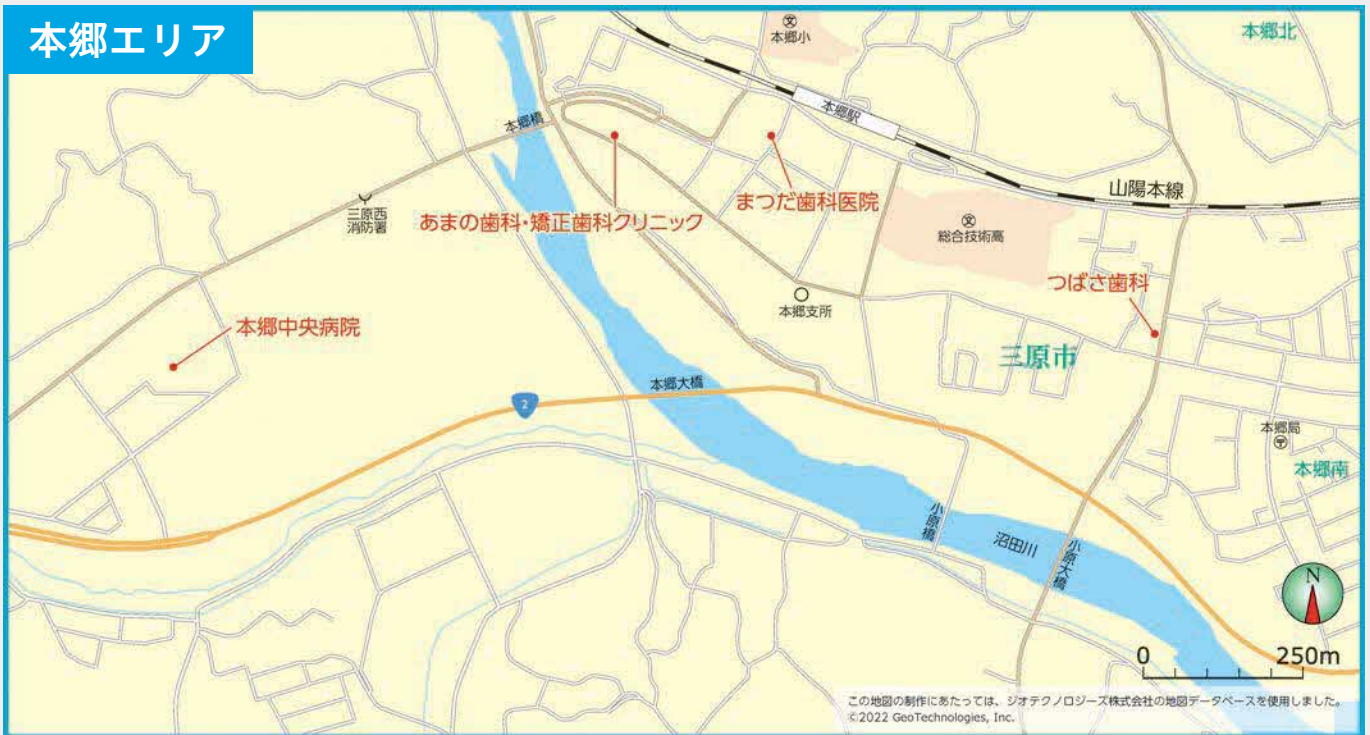 本郷エリア
文
本郷小
本郷北
本郷駅
本郷橋
山陽本線
三原西
消防署
あまの歯科・矯正歯科クリニック
まつだ歯科医院
文
総合技術高
つばさ歯科
本郷支所
本郷中央病院
三原市
本郷大橋
2
本郷局
〒
本郷南
小原橋
沼田川
小原大橋
N
0 250m
この地図の制作にあたっては、ジオテクノロジーズ株式会社の地図データベースを使用しました。
©2022 GeoTechnologies, Inc.